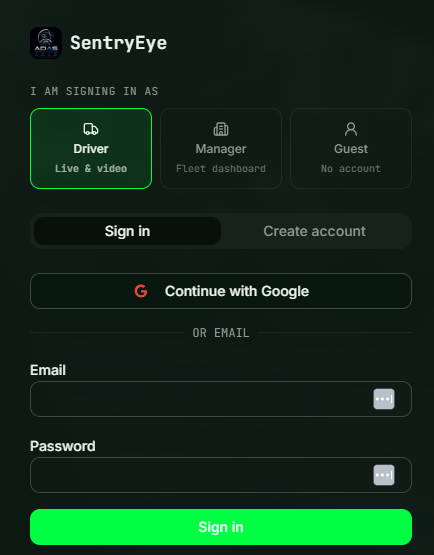 ADAS
SentryEye
I AM SIGNING IN AS
Driver
Live & video
Manager
Fleet dashboard
Guest
No account
Sign in
Create account
Continue with Google
OR EMAIL
Email
Password
Sign in